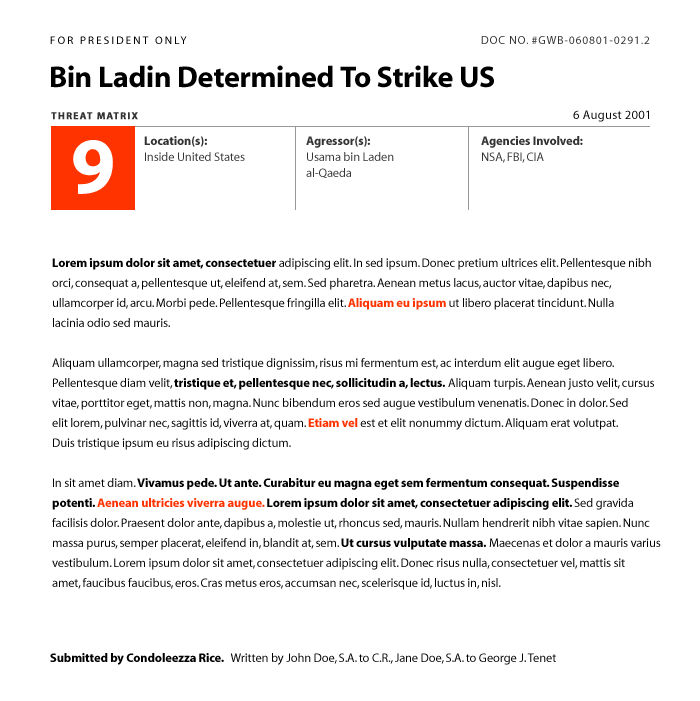 FOR PRESIDENT ONLY
DOC NO. #GWB-060801-0291.2
Bin Ladin Determined To Strike US
THREAT MATRIX
6 August 2001
9
Location(s):
Inside United States
Agressor(s):
Usama bin Laden
al-Qaeda
Agencies Involved:
NSA, FBI, CIA
Lorem ipsum dolor sit amet, consectetuer adipiscing elit. In sed ipsum. Donec pretium ultrices elit. Pellentesque nibh
orci, consequat a, pellentesque ut, eleifend at, sem. Sed pharetra. Aenean metus lacus, auctor vitae, dapibus nec,
ullamcorper id, arcu. Morbi pede. Pellentesque fringilla elit. Aliquam eu ipsum ut libero placerat tincidunt. Nulla
lacinia odio sed mauris.
Aliquam ullamcorper, magna sed tristique dignissim, risus mi fermentum est, ac interdum elit augue eget libero.
Pellentesque diam velit, tristique et, pellentesque nec, sollicitudin a, lectus. Aliquam turpis. Aenean justo velit, cursus
vitae, porttitor eget, mattis non, magna. Nunc bibendum eros sed augue vestibulum venenatis. Donec in dolor. Sed
elit lorem, pulvinar nec, sagittis id, viverra at, quam. Etiam vel est et elit nonummy dictum. Aliquam erat volutpat.
Duis tristique ipsum eu risus adipiscing dictum.
In sit amet diam. Vivamus pede. Ut ante. Curabitur eu magna eget sem fermentum consequat. Suspendisse
potenti. Aenean ultricies viverra augue. Lorem ipsum dolor sit amet, consectetuer adipiscing elit. Sed gravida
facilisis dolor. Praesent dolor ante, dapibus a, molestie ut, rhoncus sed, mauris. Nullam hendrerit nibh vitae sapien. Nunc
massa purus, semper placerat, eleifend in, blandit at, sem. Ut cursus vulputate massa. Maecenas et dolor a mauris varius
vestibulum. Lorem ipsum dolor sit amet, consectetuer adipiscing elit. Donec risus nulla, consectetuer vel, mattis sit
amet, faucibus faucibus, eros. Cras metus eros, accumsan nec, scelerisque id, luctus in, nisl.
Submitted by Condoleezza Rice. Written by John Doe, S.A. to C.R., Jane Doe, S.A. to George J. Tenet